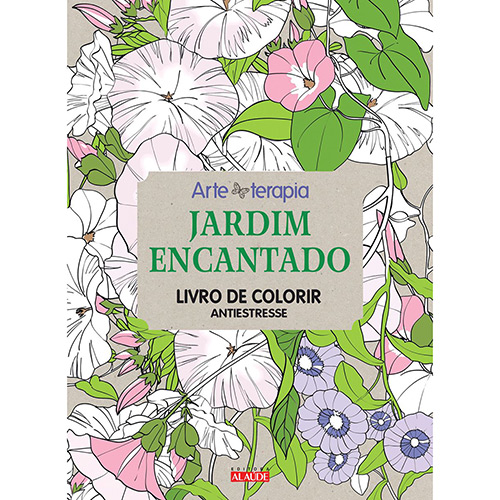 Arte terapia
JARDIM
ENCANTADO
LIVRO DE COLORIR
ANTIESTRESSE
EDITORA
ALAÚDE